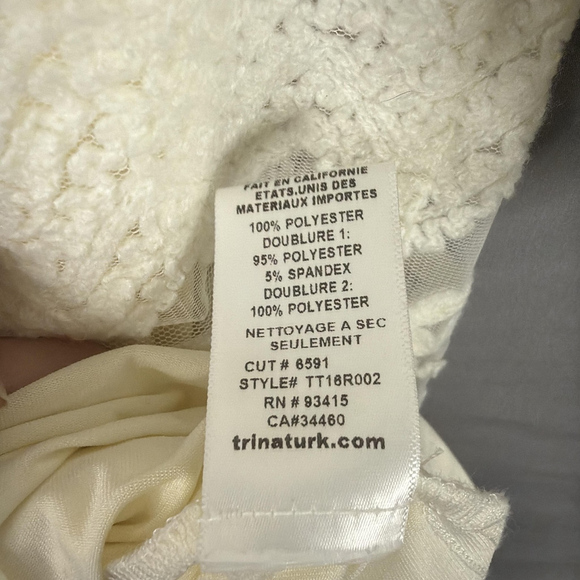 FAIT EN CALIFORNIE
ETATS.UNIS DES
MATERIAUX IMPORTES
100% POLYESTER
DOUBLURE 1:
95% POLYESTER
5% SPANDEX
DOUBLURE 2:
100% POLYESTER
NETTOYAGE A SEC
SEULEMENT
CUT # 6591
STYLE# TT16R002
RN # 93415
CA#34460
trinaturk.com